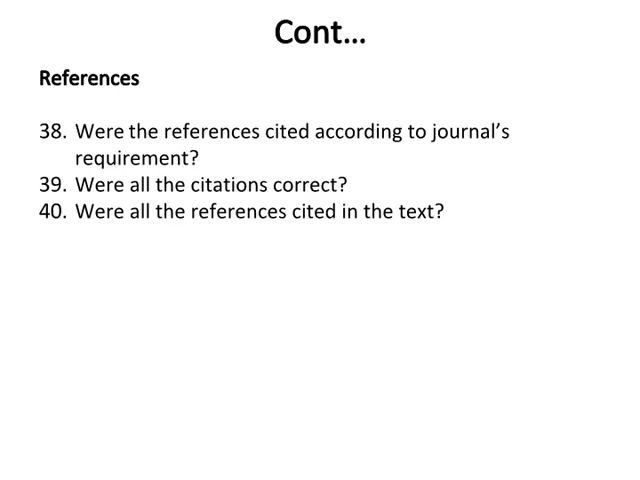 Cont…
References
38. Were the references cited according to journal’s
requirement?
39. Were all the citations correct?
40. Were all the references cited in the text?